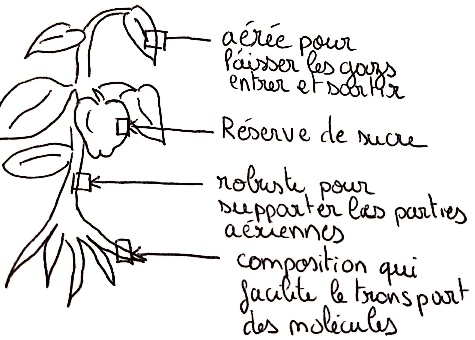 aérée pour
laisser les gazs
entrer et sortir
Réserve de sucre
robuste pour
supporter les parties
aériennes
composition qui
facilite le transport
des molécules